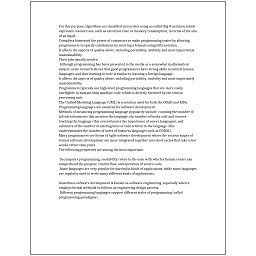 For this purpose, algorithms are classified into orders using so-called Big O notation, which
expresses resource use, such as execution time or memory consumption, in terms of the size
of an input.
Compilers harnessed the power of computers to make programming easier by allowing
programmers to specify calculations by entering a formula using infix notation.
It affects the aspects of quality above, including portability, usability and most importantly
maintainability.
Their jobs usually involve:
Although programming has been presented in the media as a somewhat mathematical
subject, some research shows that good programmers have strong skills in natural human
languages, and that learning to code is similar to learning a foreign language.
It affects the aspects of quality above, including portability, usability and most importantly
maintainability.
Programs are typically use high-level programming languages that are more easily
intelligible to humans than machine code, which is directly executed by the central
processing unit.
The Unified Modeling Language (UML) is a notation used for both the OOAD and MDA.
Programming languages are essential for software development.
Methods of measuring programming language popularity include: counting the number of
job advertisements that mention the language, the number of books sold and courses
teaching the language (this overestimates the importance of newer languages), and
estimates of the number of existing lines of code written in the language (this
underestimates the number of users of business languages such as COBOL).
Many programmers use forms of Agile software development where the various stages of
formal software development are more integrated together into short cycles that take a few
weeks rather than years.
The following properties are among the most important:

In computer programming, readability refers to the ease with which a human reader can
comprehend the purpose, control flow, and operation of source code.
Some languages are very popular for particular kinds of applications, while some languages
are regularly used to write many different kinds of applications.

Sometimes software development is known as software engineering, especially when it
employs formal methods or follows an engineering design process.
Different programming languages support different styles of programming (called
programming paradigms).